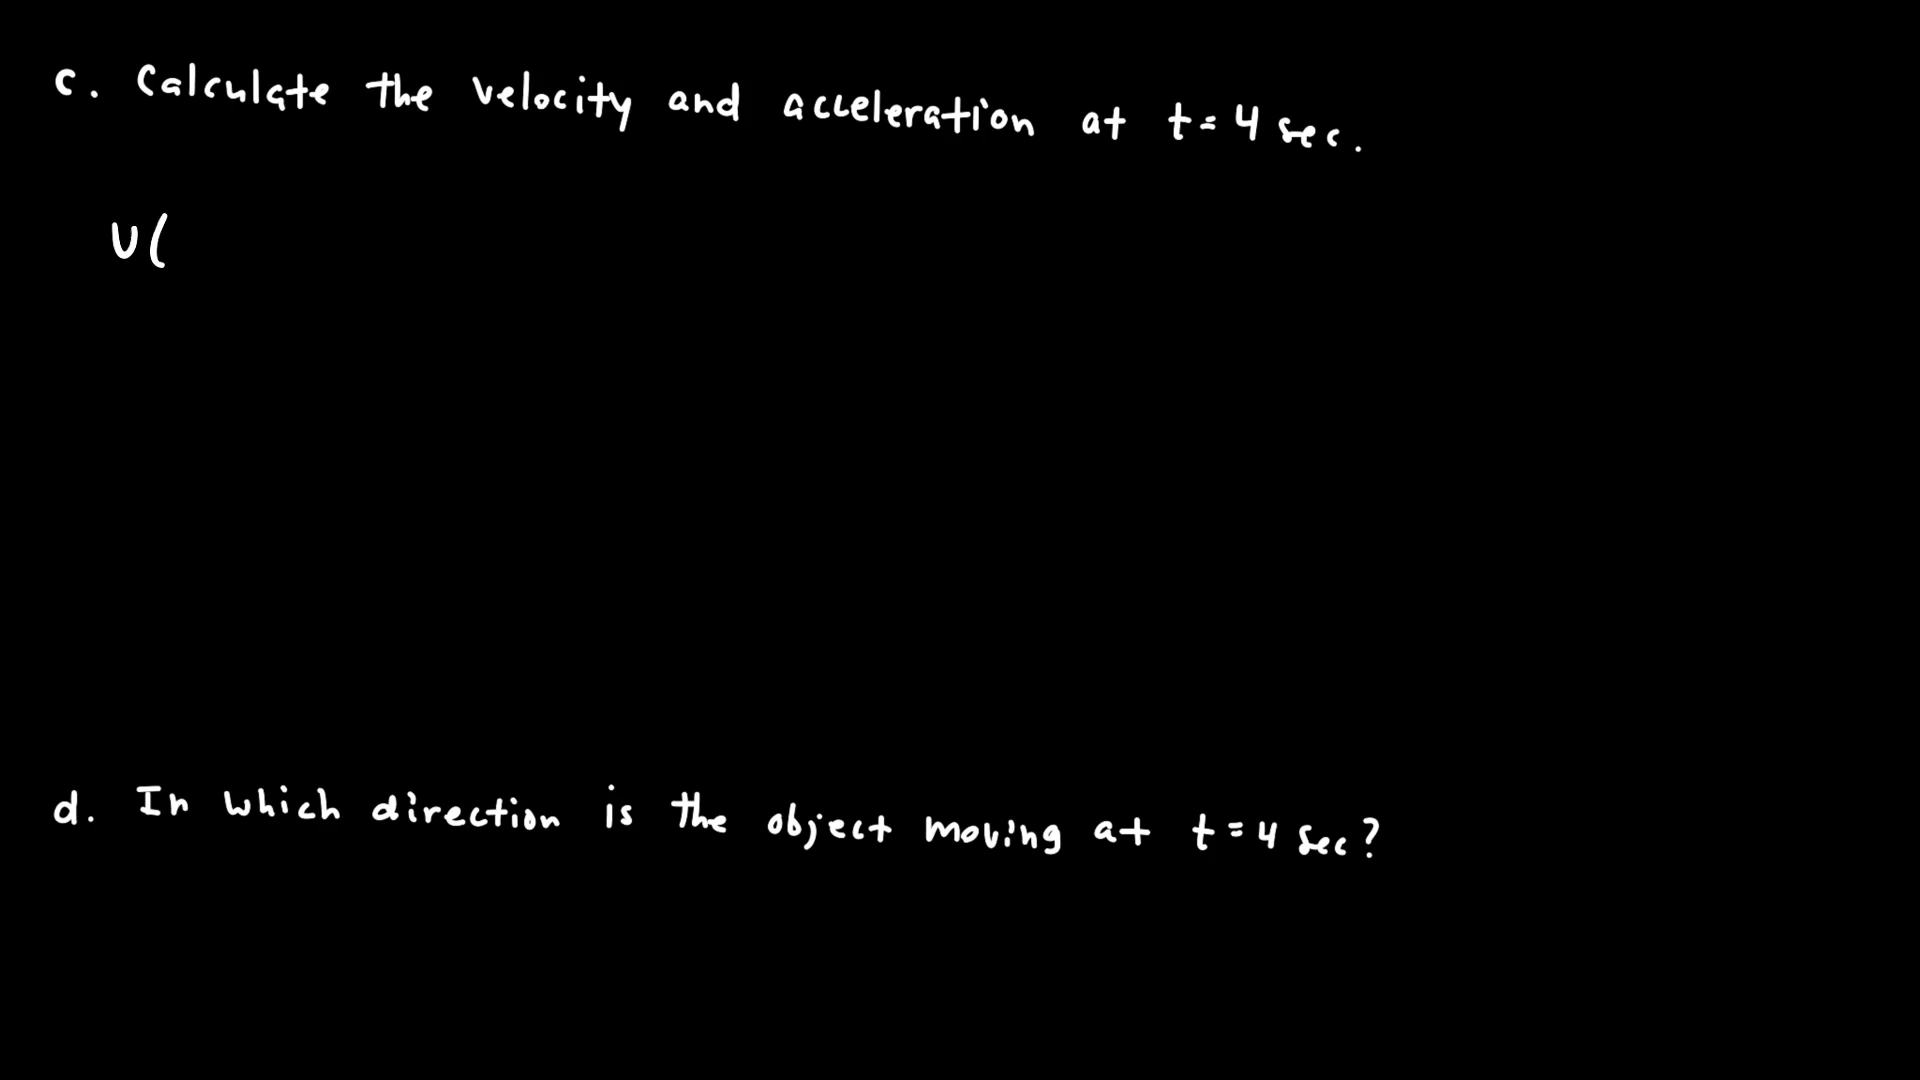 c. Calculate the velocity and acceleration at t = 4 sec.
v(
d. In which direction is the object moving at t = 4 sec?